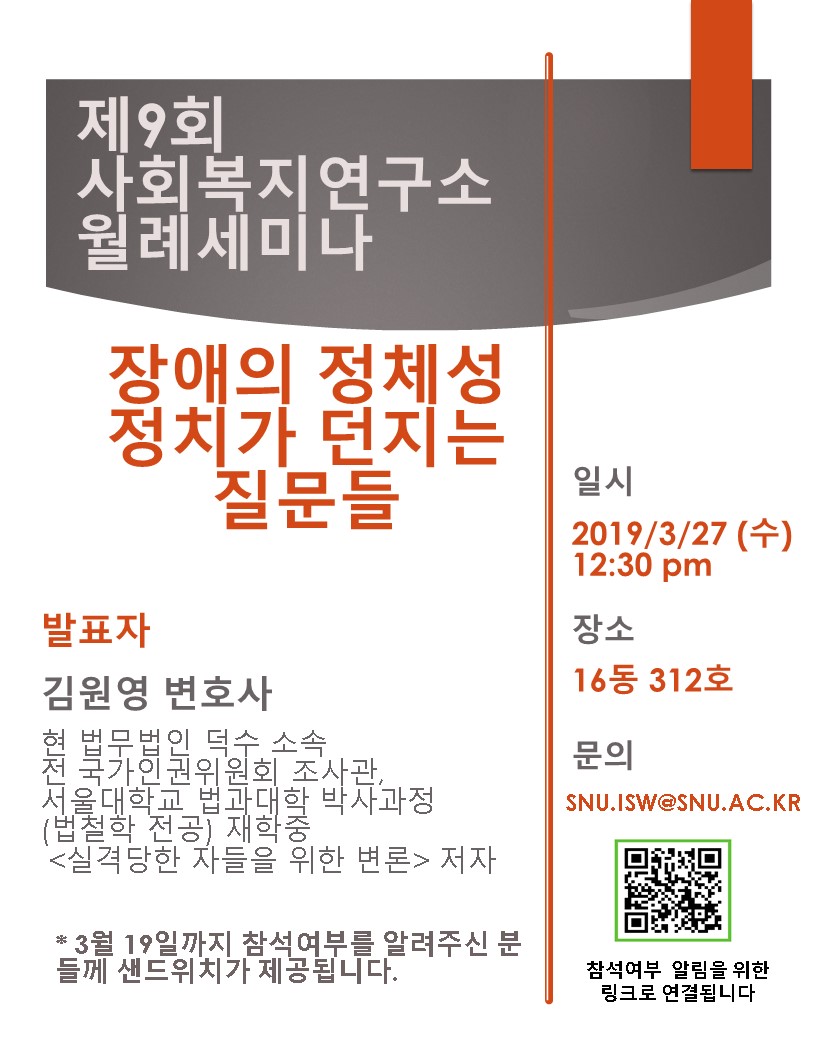 제9회
사회복지연구소
월례세미나
장애의 정체성
정치가 던지는
질문들
발표자
김원영 변호사
현 법무법인 덕수 소속
전 국가인권위원회 조사관,
서울대학교 법과대학 박사과정
(법철학 전공) 재학중
<실격당한 자들을 위한 변론> 저자
* 3월 19일까지 참석여부를 알려주신 분
들께 샌드위치가 제공됩니다.
일시
2019/3/27 (수)
12:30 pm
장소
16동 312호
문의
SNU.ISW@SNU.AC.KR
참석여부 알림을 위한
링크로 연결됩니다